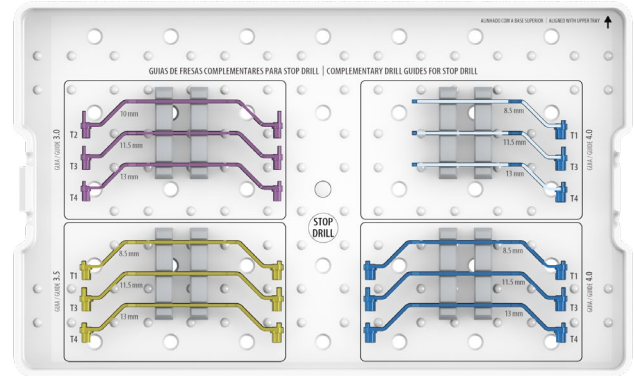 ALINHADO COM A BASE SUPERIOR | ALIGNED WITH UPPER TRAY
GUIAS DE FRESAS COMPLEMENTARES PARA STOP DRILL | COMPLEMENTARY DRILL GUIDES FOR STOP DRILL
GUIA / GUIDE 3.0
10 mm
T2
11.5 mm
T3
13 mm
T4
8.5 mm
T1
11.5 mm
T3
13 mm
T4
GUIA / GUIDE 4.0
STOP
DRILL
GUIA / GUIDE 3.5
8.5 mm
T1
11.5 mm
T3
13 mm
T4
8.5 mm
T1
11.5 mm
T3
13 mm
T4
GUIA / GUIDE 4.0